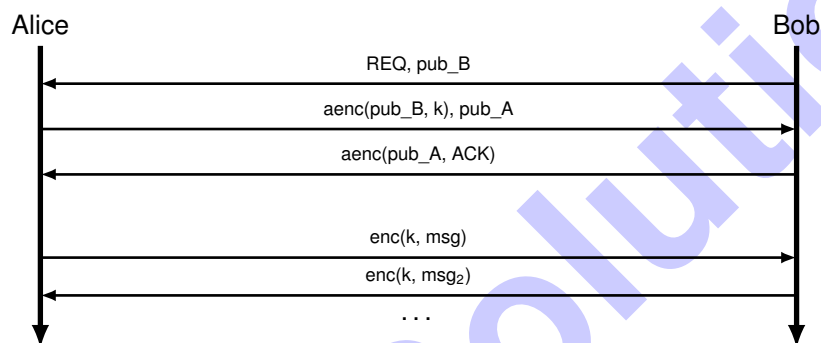 Alice Bob
REQ, pub_B
aenc(pub_B, k), pub_A
aenc(pub_A, ACK)
enc(k, msg)
enc(k, msg₂)
...